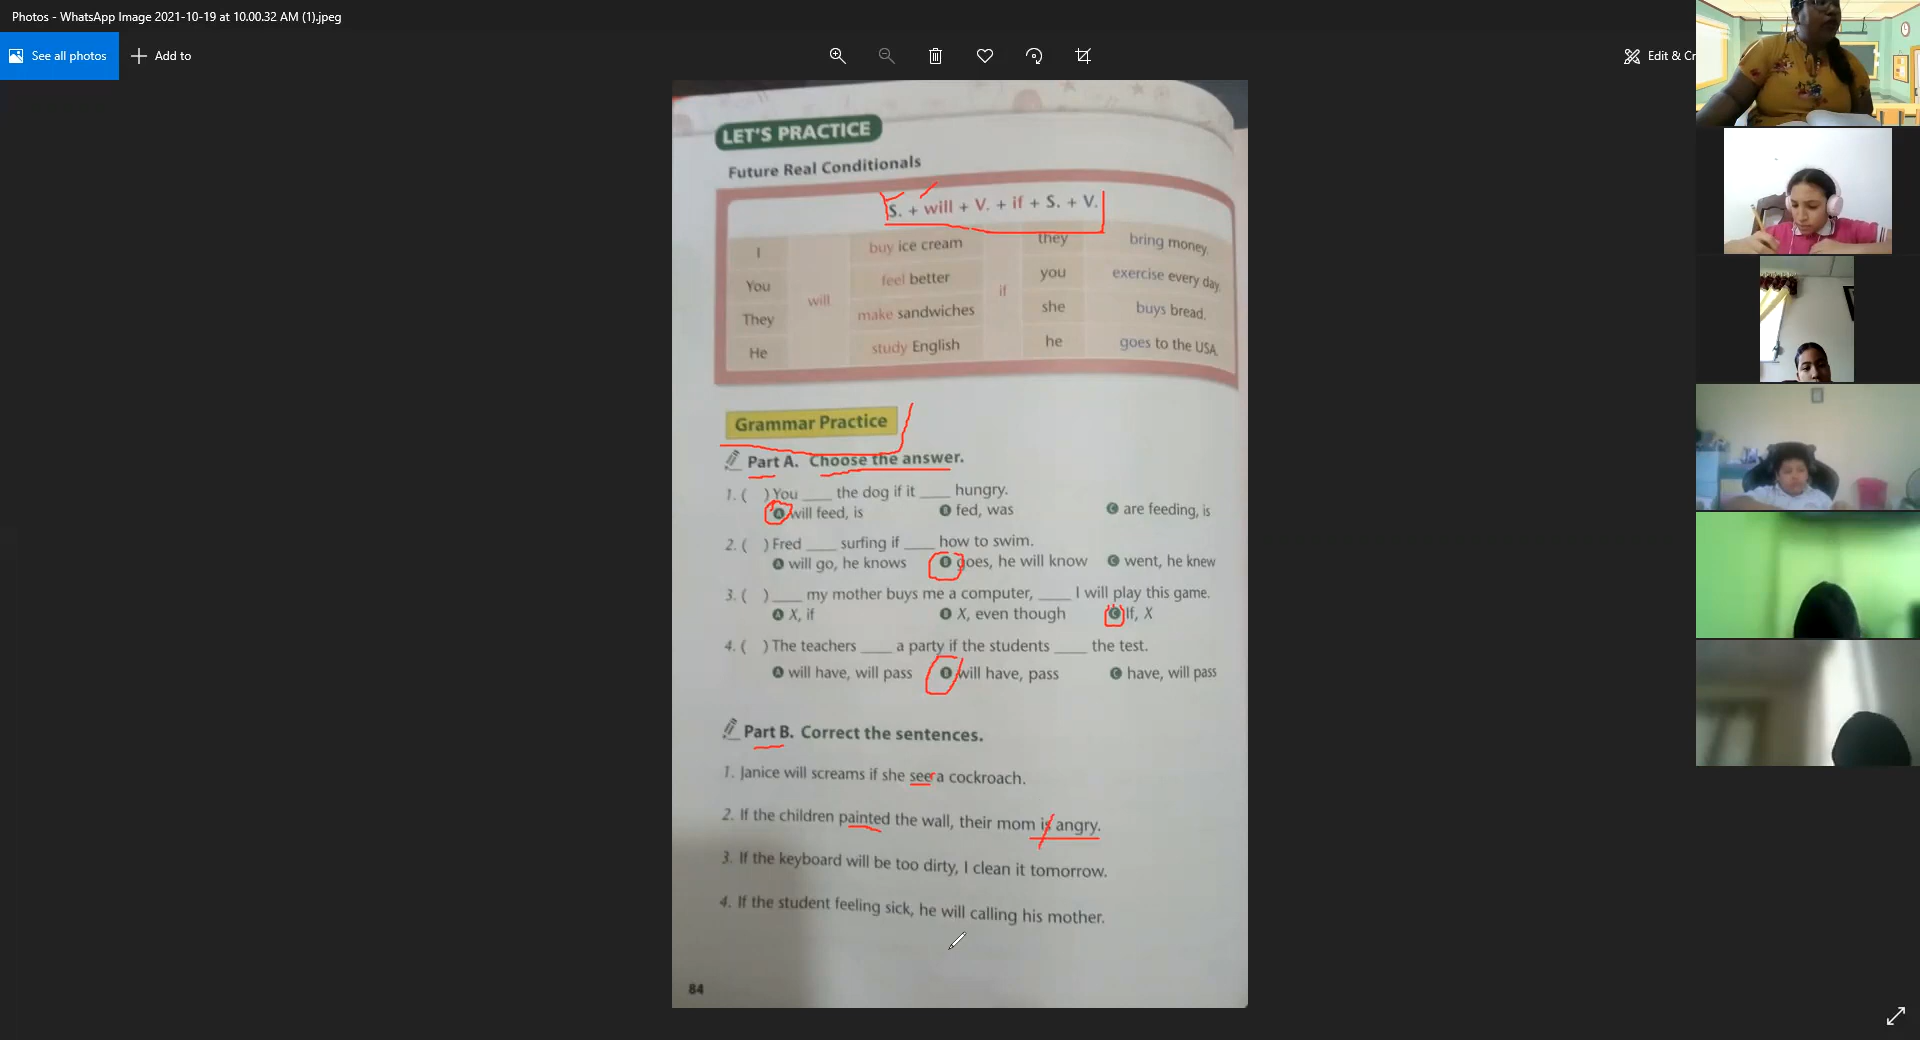 Photos - WhatsApp Image 2021-10-19 at 10.00.32 AM (1).jpeg
See all photos
Add to
Edit & Cr
LET'S PRACTICE
Future Real Conditionals
S. + will + V. + if + S. + V.
I will buy ice cream if they bring money.
You feel better you exercise every day.
They make sandwiches she buys bread.
He study English he goes to the USA.
Grammar Practice
Part A. Choose the answer.
1. ( ) You ____ the dog if it ____ hungry.
A will feed, is B fed, was C are feeding, is
2. ( ) Fred ____ surfing if ____ how to swim.
A will go, he knows B goes, he will know C went, he knew
3. ( ) ____ my mother buys me a computer, ____ I will play this game.
A X, if B X, even though C If, X
4. ( ) The teachers ____ a party if the students ____ the test.
A will have, will pass B will have, pass C have, will pass
Part B. Correct the sentences.
1. Janice will screams if she see a cockroach.
2. If the children painted the wall, their mom is angry.
3. If the keyboard will be too dirty, I clean it tomorrow.
4. If the student feeling sick, he will calling his mother.
84